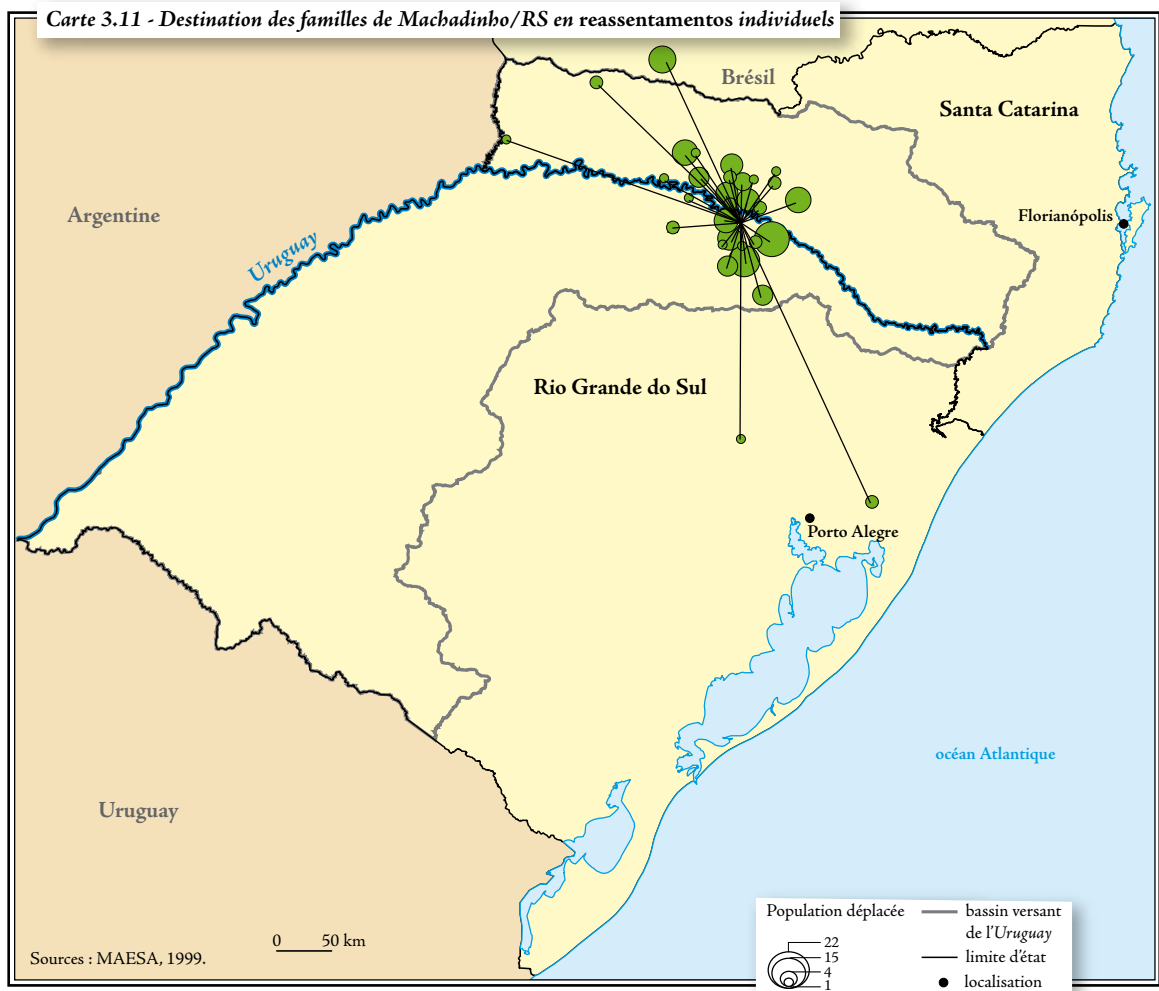 Carte 3.11 - Destination des familles de Machadinho/RS en reassentamentos individuels
Brésil
Santa Catarina
Argentine
Florianópolis
Uruguay
Rio Grande do Sul
Porto Alegre
océan Atlantique
Uruguay
Population déplacée
22
15
4
1
bassin versant
de l'Uruguay
limite d'état
localisation
0 50 km
Sources : MAESA, 1999.